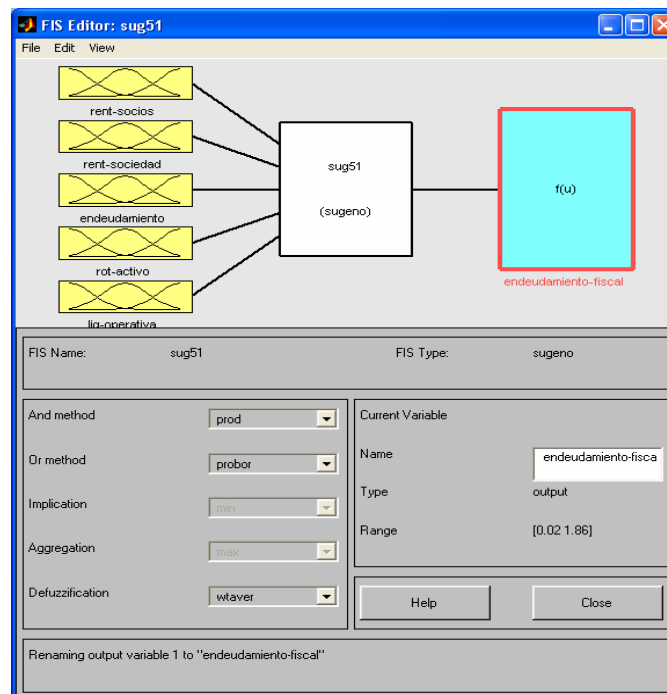 FIS Editor: sug51
File Edit View
rent-socios
rent-sociedad
endeudamiento
rot-activo
liq-operativa
sug51
(sugeno)
f(u)
endeudamiento-fiscal
FIS Name: sug51 FIS Type: sugeno
And method prod
Or method probor
Implication min
Aggregation max
Defuzzification wtaver
Current Variable
Name endeudamiento-fisca
Type output
Range [0.02 1.86]
Help Close
Renaming output variable 1 to "endeudamiento-fiscal"